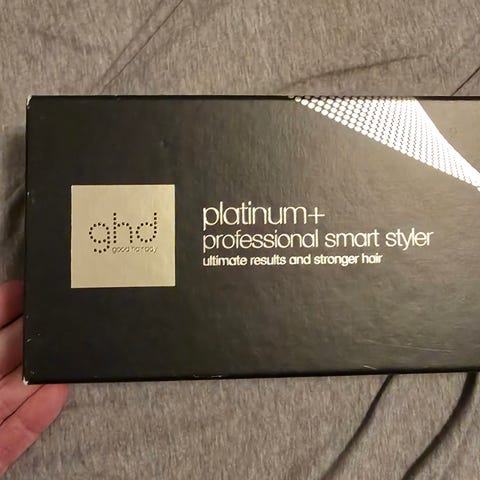 ghd
good hair day
platinum+
professional smart styler
ultimate results and stronger hair